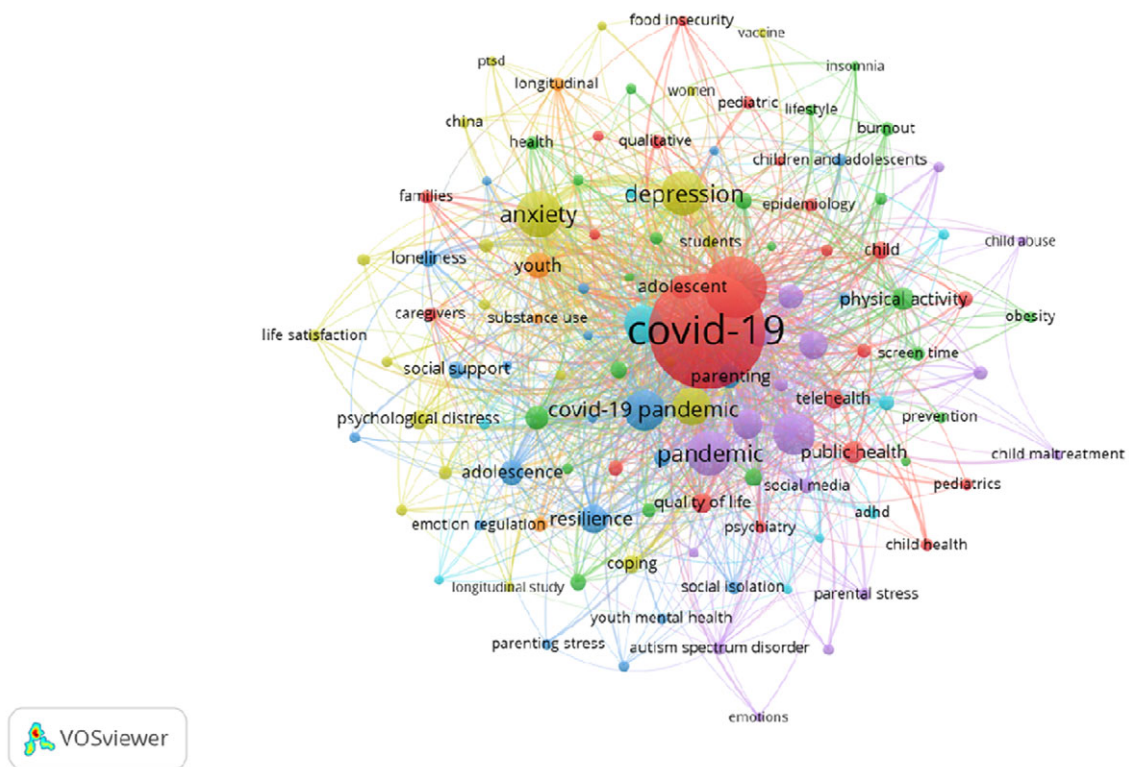 food insecurity
vaccine
ptsd
insomnia
longitudinal
women
pediatric
lifestyle
china
burnout
health
qualitative
children and adolescents
families
depression
epidemiology
anxiety
students
child abuse
child
loneliness
youth
adolescent
physical activity
caregivers
substance use
obesity
life satisfaction
covid-19
screen time
social support
parenting
telehealth
psychological distress
covid-19 pandemic
prevention
pandemic
public health
child maltreatment
adolescence
social media
pediatrics
quality of life
adhd
emotion regulation
resilience
psychiatry
child health
coping
longitudinal study
social isolation
parental stress
youth mental health
parenting stress
autism spectrum disorder
emotions
VOSviewer